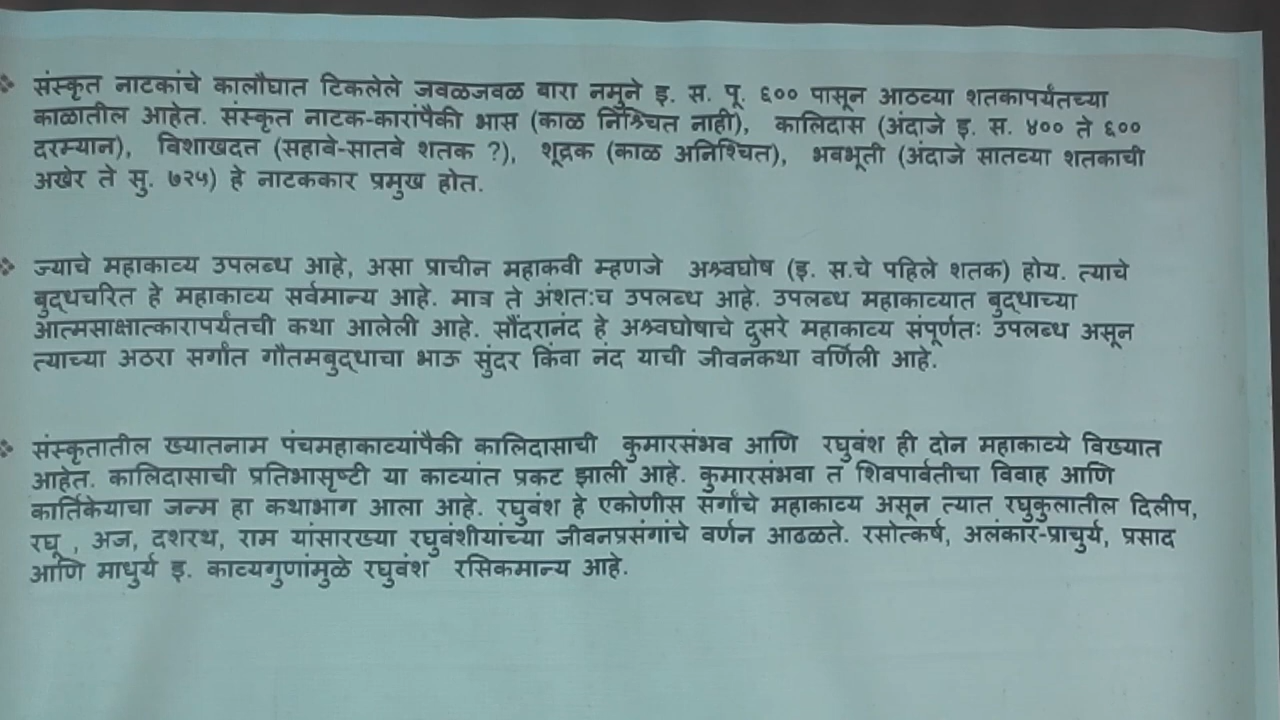 ❖ संस्कृत नाटकांचे कालौघात टिकलेले जवळजवळ बारा नमुने इ. स. पू. ६०० पासून आठव्या शतकापर्यंतच्या
काळातील आहेत. संस्कृत नाटक-कारांपैकी भास (काळ निश्चित नाही), कालिदास (अंदाजे इ. स. ४०० ते ६००
दरम्यान), विशाखदत्त (सहावे-सातवे शतक ?), शूद्रक (काळ अनिश्चित), भवभूती (अंदाजे सातव्या शतकाची
अखेर ते सु. ७२५) हे नाटककार प्रमुख होत.
❖ ज्याचे महाकाव्य उपलब्ध आहे, असा प्राचीन महाकवी म्हणजे अश्वघोष (इ. स.चे पहिले शतक) होय. त्याचे
बुद्धचरित हे महाकाव्य सर्वमान्य आहे. मात्र ते अंशतःच उपलब्ध आहे. उपलब्ध महाकाव्यात बुद्धाच्या
आत्मसाक्षात्कारापर्यंतची कथा आलेली आहे. सौंदरानंद हे अश्वघोषाचे दुसरे महाकाव्य संपूर्णतः उपलब्ध असून
त्याच्या अठरा सर्गांत गौतमबुद्धाचा भाऊ सुंदर किंवा नंद याची जीवनकथा वर्णिली आहे.
❖ संस्कृतातील ख्यातनाम पंचमहाकाव्यांपैकी कालिदासाची कुमारसंभव आणि रघुवंश ही दोन महाकाव्ये विख्यात
आहेत. कालिदासाची प्रतिभासृष्टी या काव्यांत प्रकट झाली आहे. कुमारसंभवा त शिवपार्वतीचा विवाह आणि
कार्तिकेयाचा जन्म हा कथाभाग आला आहे. रघुवंश हे एकोणीस सर्गांचे महाकाव्य असून त्यात रघुकुलातील दिलीप,
रघू , अज, दशरथ, राम यांसारख्या रघुवंशीयांच्या जीवनप्रसंगांचे वर्णन आढळते. रसोत्कर्ष, अलंकार-प्राचुर्य, प्रसाद
आणि माधुर्य इ. काव्यगुणांमुळे रघुवंश रसिकमान्य आहे.